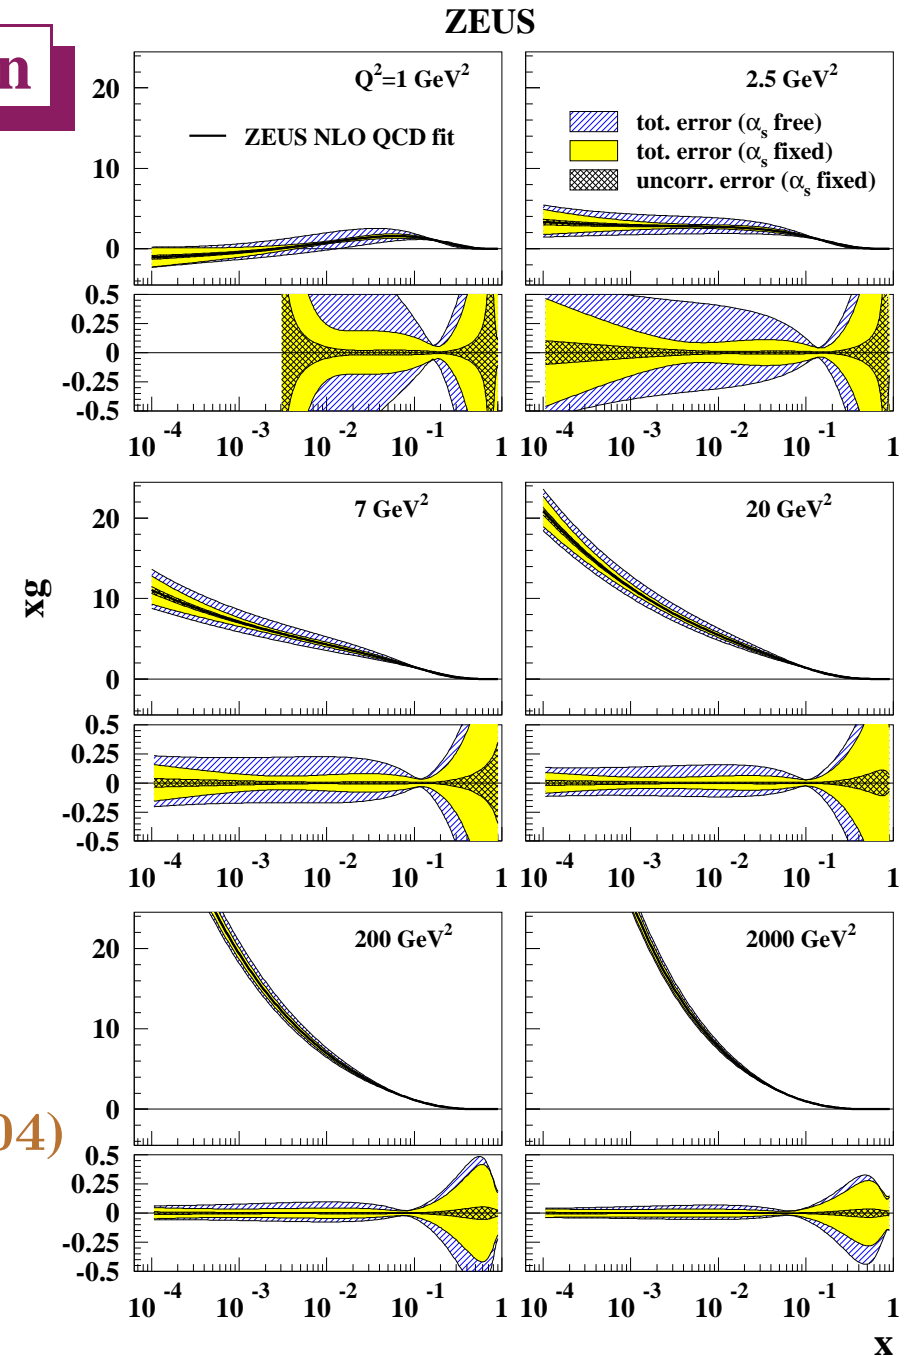 ZEUS
n
Q²=1 GeV²
2.5 GeV²
ZEUS NLO QCD fit
tot. error (αs free)
tot. error (αs fixed)
uncorr. error (αs fixed)
20
10
0
0.5
0.25
0
-0.25
-0.5
10⁻⁴ 10⁻³ 10⁻² 10⁻¹ 1 10⁻⁴ 10⁻³ 10⁻² 10⁻¹ 1
7 GeV²
20 GeV²
xg
20
10
0
0.5
0.25
0
-0.25
-0.5
10⁻⁴ 10⁻³ 10⁻² 10⁻¹ 1 10⁻⁴ 10⁻³ 10⁻² 10⁻¹ 1
200 GeV²
2000 GeV²
20
10
0
04)
0.5
0.25
0
-0.25
-0.5
10⁻⁴ 10⁻³ 10⁻² 10⁻¹ 1 10⁻⁴ 10⁻³ 10⁻² 10⁻¹ 1
x